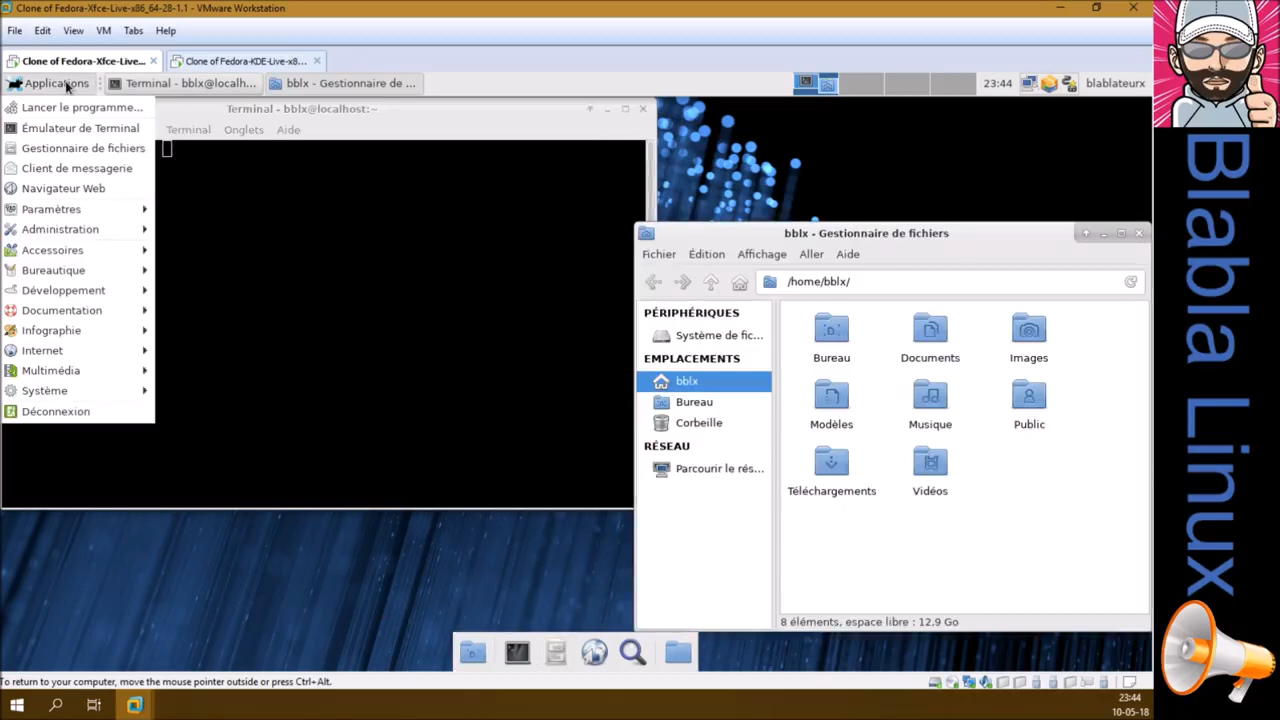 Clone of Fedora-Xfce-Live-x86_64-28-1.1 - VMware Workstation
File Edit View VM Tabs Help
Clone of Fedora-Xfce-Live... Clone of Fedora-KDE-Live-x8...
Applications Terminal - bblx@localh... bblx - Gestionnaire de ... 23:44 blablateurx
Lancer le programme...
Émulateur de Terminal
Gestionnaire de fichiers
Client de messagerie
Navigateur Web
Paramètres
Administration
Accessoires
Bureautique
Développement
Documentation
Infographie
Internet
Multimédia
Système
Déconnexion
Terminal - bblx@localhost:~
Terminal Onglets Aide
bblx - Gestionnaire de fichiers
Fichier Édition Affichage Aller Aide
/home/bblx/
PÉRIPHÉRIQUES
Système de fic...
EMPLACEMENTS
bblx
Bureau
Corbeille
RÉSEAU
Parcourir le rés...
Bureau Documents Images
Modèles Musique Public
Téléchargements Vidéos
8 éléments, espace libre : 12,9 Go
To return to your computer, move the mouse pointer outside or press Ctrl+Alt.
23:44
10-05-18
Blabla Linux